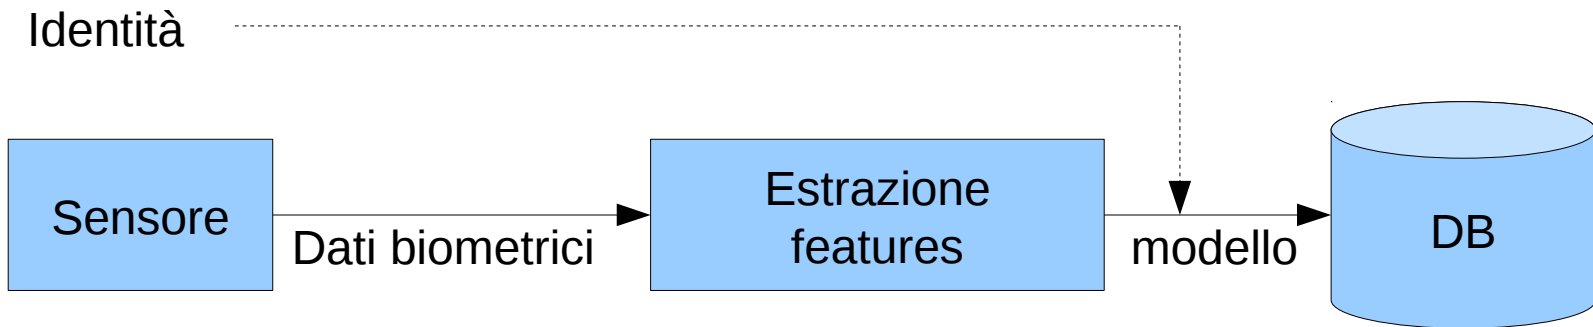 Identità
Sensore
Dati biometrici
Estrazione
features
modello
DB